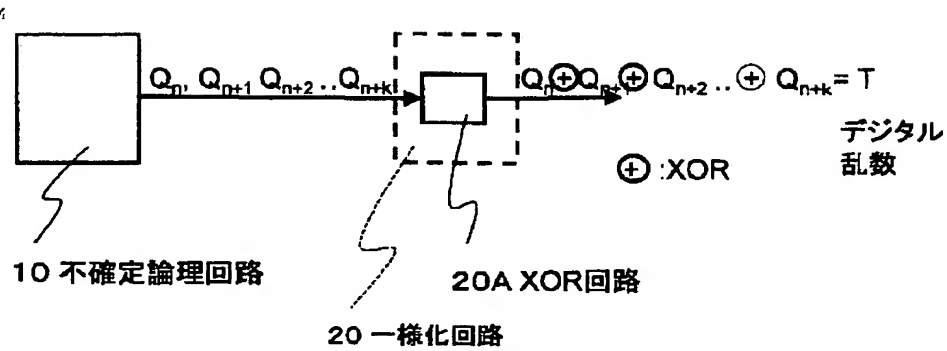 Qn, Qn+1 Qn+2 ‥ Qn+k
Qn⊕Qn+1⊕Qn+2 ‥ ⊕ Qn+k = T
デジタル
乱数
⊕ :XOR
10 不確定論理回路
20A XOR回路
20 一様化回路